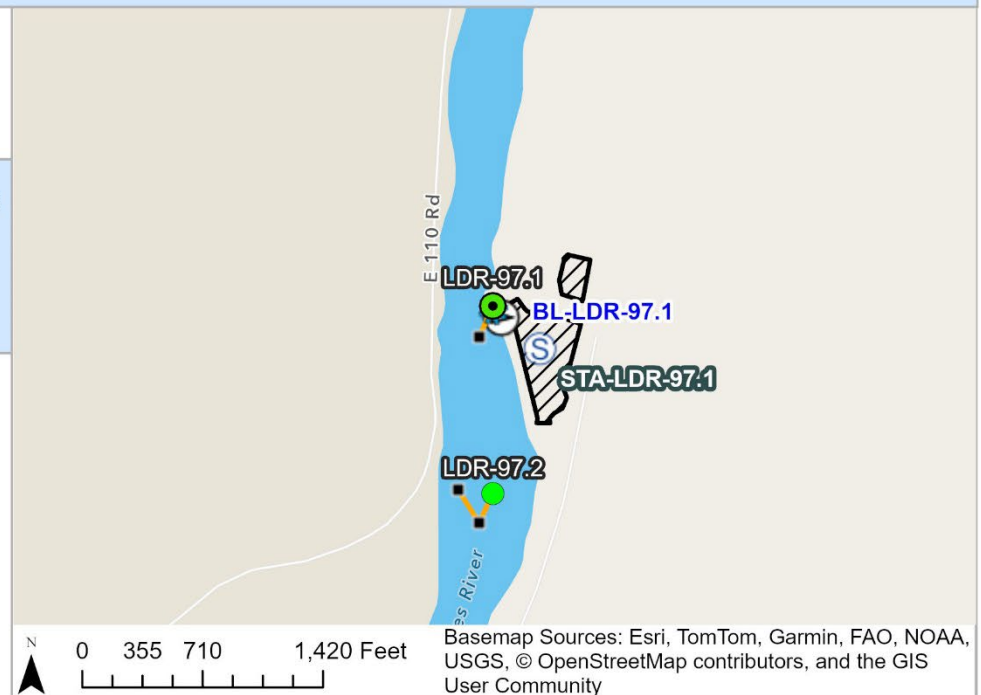 E 110 Rd
LDR-97.1
BL-LDR-97.1
S
STA-LDR-97.1
LDR-97.2
es River
N
0 355 710 1,420 Feet
Basemap Sources: Esri, TomTom, Garmin, FAO, NOAA,
USGS, © OpenStreetMap contributors, and the GIS
User Community